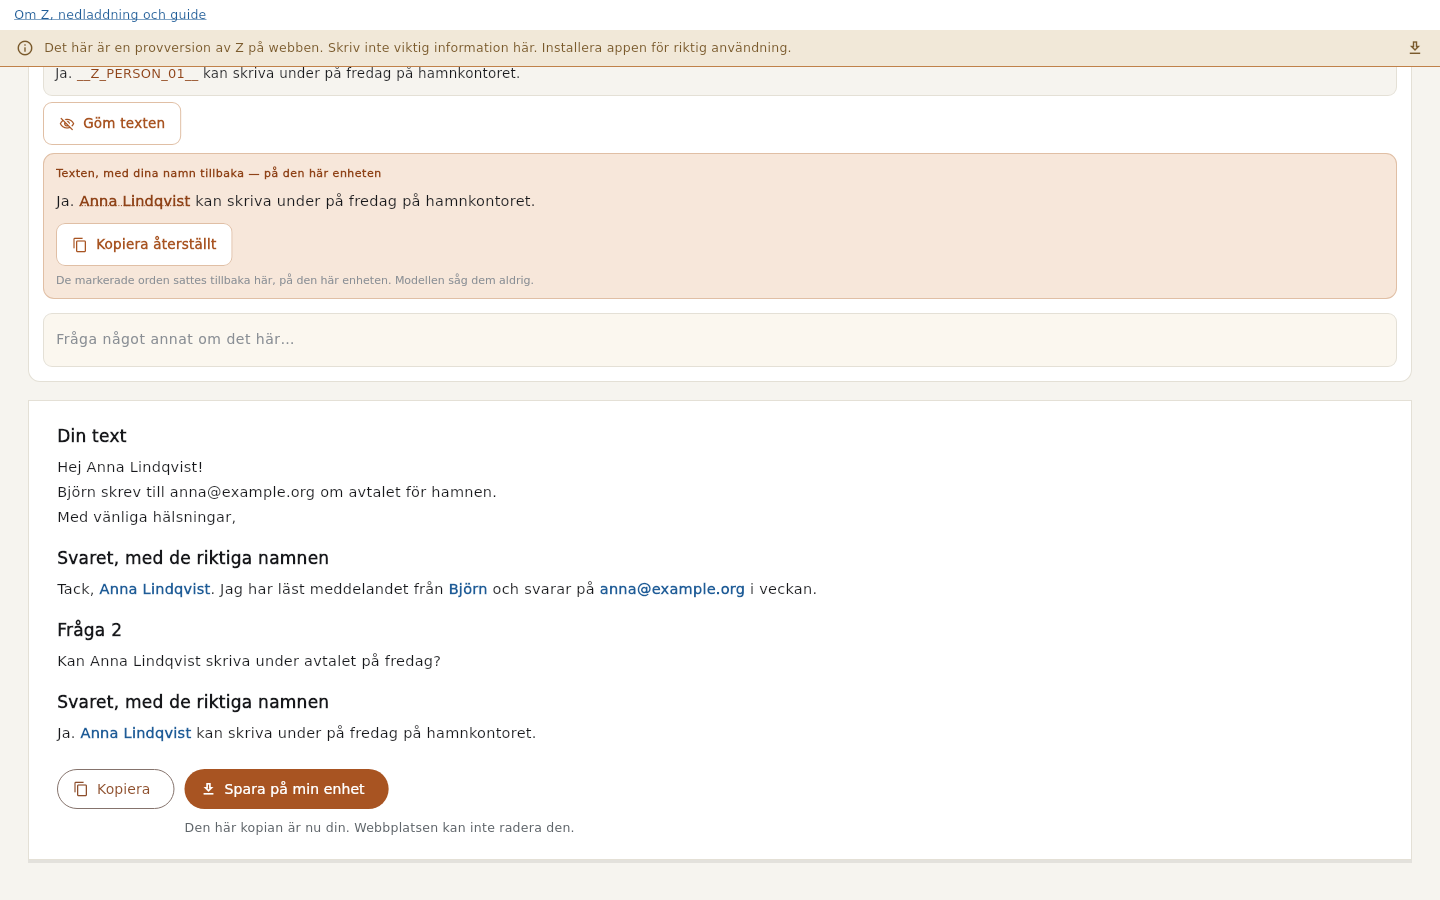 Om Z, nedladdning och guide
Det här är en provversion av Z på webben. Skriv inte viktig information här. Installera appen för riktig användning.
Ja. __Z_PERSON_01__ kan skriva under på fredag på hamnkontoret.
Göm texten
Texten, med dina namn tillbaka — på den här enheten
Ja. Anna Lindqvist kan skriva under på fredag på hamnkontoret.
Kopiera återställt
De markerade orden sattes tillbaka här, på den här enheten. Modellen såg dem aldrig.
Fråga något annat om det här…
Din text
Hej Anna Lindqvist!
Björn skrev till anna@example.org om avtalet för hamnen.
Med vänliga hälsningar,
Svaret, med de riktiga namnen
Tack, Anna Lindqvist. Jag har läst meddelandet från Björn och svarar på anna@example.org i veckan.
Fråga 2
Kan Anna Lindqvist skriva under avtalet på fredag?
Svaret, med de riktiga namnen
Ja. Anna Lindqvist kan skriva under på fredag på hamnkontoret.
Kopiera
Spara på min enhet
Den här kopian är nu din. Webbplatsen kan inte radera den.